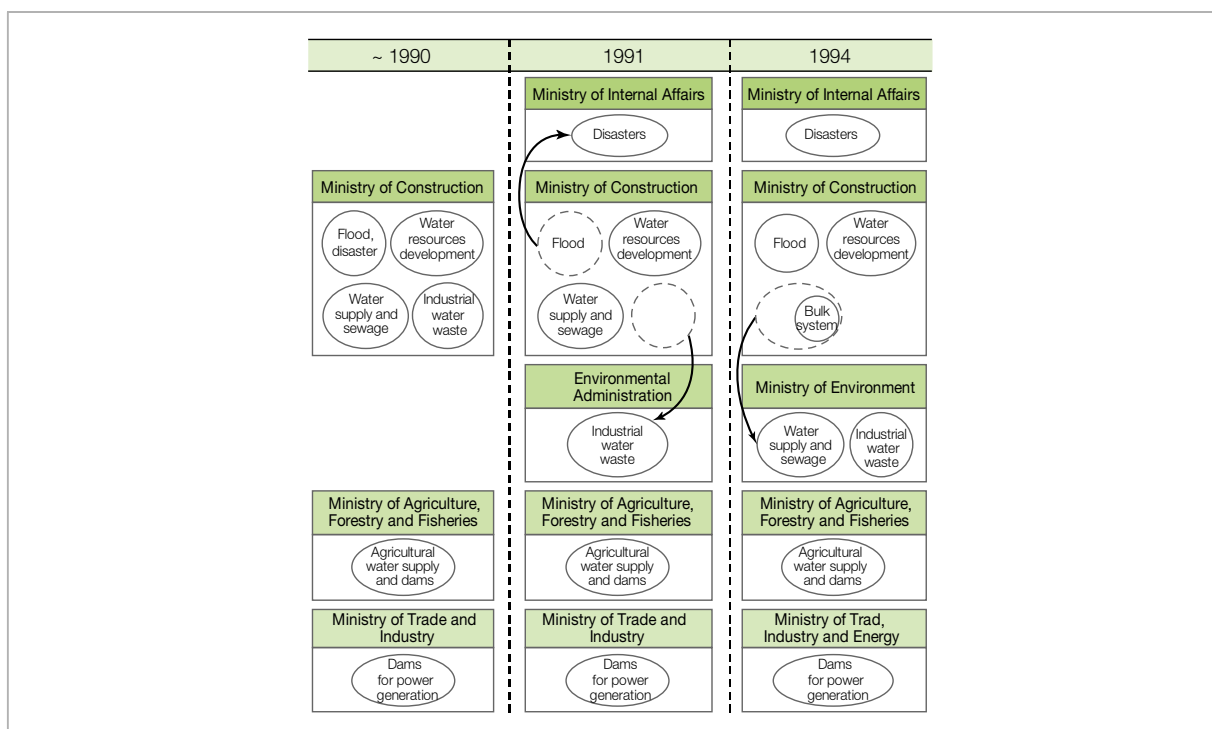 ~ 1990
1991
1994
Ministry of Construction
Flood,
disaster
Water
resources
development
Water
supply and
sewage
Industrial
water
waste
Ministry of Agriculture,
Forestry and Fisheries
Agricultural
water supply
and dams
Ministry of Trade and
Industry
Dams
for power
generation
Ministry of Internal Affairs
Disasters
Ministry of Construction
Flood
Water
resources
development
Water
supply and
sewage
Environmental
Administration
Industrial
water
waste
Ministry of Agriculture,
Forestry and Fisheries
Agricultural
water supply
and dams
Ministry of Trade and
Industry
Dams
for power
generation
Ministry of Internal Affairs
Disasters
Ministry of Construction
Flood
Water
resources
development
Bulk
system
Ministry of Environment
Water
supply and
sewage
Industrial
water
waste
Ministry of Agriculture,
Forestry and Fisheries
Agricultural
water supply
and dams
Ministry of Trad,
Industry and Energy
Dams
for power
generation